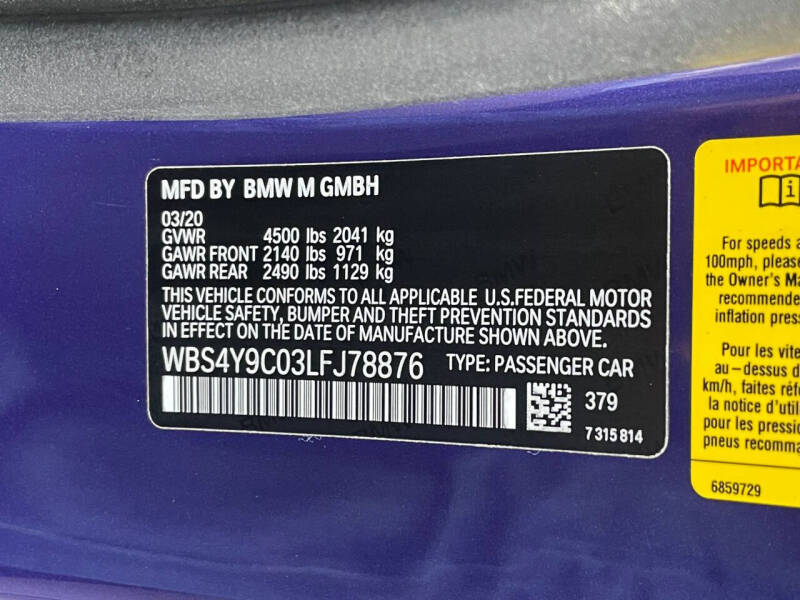 MFD BY BMW M GMBH
03/20
GVWR 4500 lbs 2041 kg
GAWR FRONT 2140 lbs 971 kg
GAWR REAR 2490 lbs 1129 kg
THIS VEHICLE CONFORMS TO ALL APPLICABLE U.S.FEDERAL MOTOR
VEHICLE SAFETY, BUMPER AND THEFT PREVENTION STANDARDS
IN EFFECT ON THE DATE OF MANUFACTURE SHOWN ABOVE.
WBS4Y9C03LFJ78876 TYPE: PASSENGER CAR
379
7 315 814
IMPORTA
For speeds a
100mph, please
the Owner's Ma
recommende
inflation press
Pour les vite
au-dessus d
km/h, faites réfé
la notice d'util
pour les pression
pneus recomma
6859729